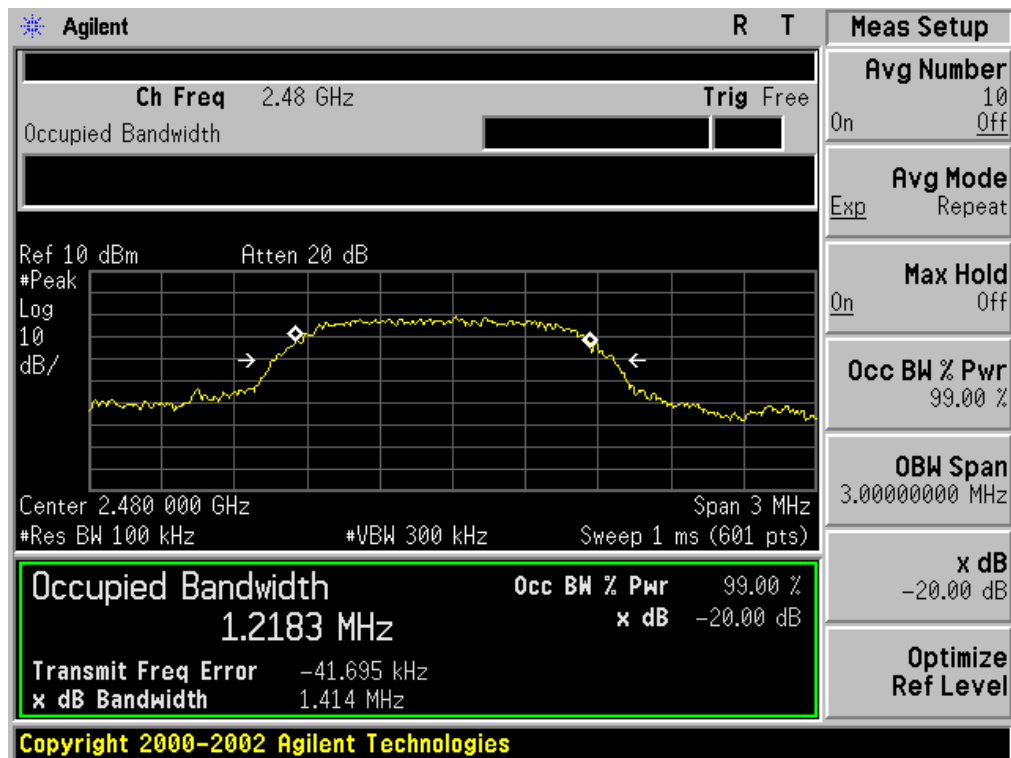 Agilent R T
Ch Freq 2.48 GHz Trig Free
Occupied Bandwidth
Ref 10 dBm Atten 20 dB
#Peak
Log
10
dB/
Center 2.480 000 GHz Span 3 MHz
#Res BW 100 kHz #VBW 300 kHz Sweep 1 ms (601 pts)
Occupied Bandwidth Occ BW % Pwr 99.00 %
1.2183 MHz x dB -20.00 dB
Transmit Freq Error -41.695 kHz
x dB Bandwidth 1.414 MHz
Copyright 2000-2002 Agilent Technologies
Meas Setup
Avg Number
10
On Off
Avg Mode
Exp Repeat
Max Hold
On Off
Occ BW % Pwr
99.00 %
OBW Span
3.00000000 MHz
x dB
-20.00 dB
Optimize
Ref Level